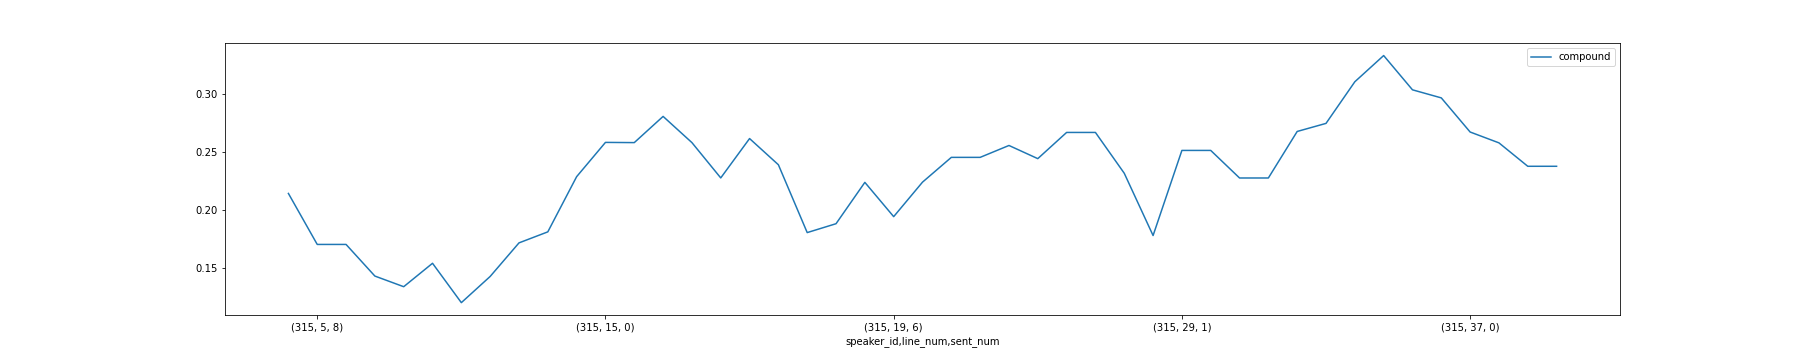 compound
0.30
0.25
0.20
0.15
(315, 5, 8) (315, 15, 0) (315, 19, 6) (315, 29, 1) (315, 37, 0)
speaker_id,line_num,sent_num